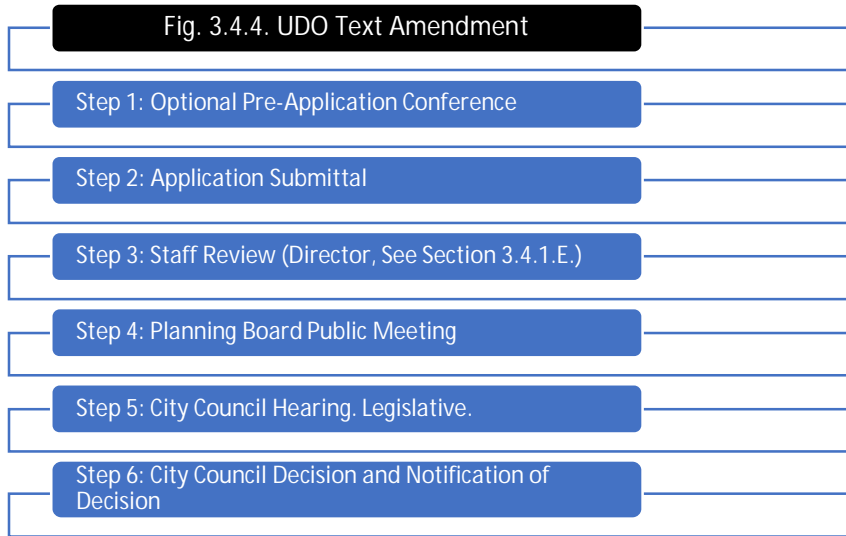 Fig. 3.4.4. UDO Text Amendment
Step 1: Optional Pre-Application Conference
Step 2: Application Submittal
Step 3: Staff Review (Director, See Section 3.4.1.E.)
Step 4: Planning Board Public Meeting
Step 5: City Council Hearing. Legislative.
Step 6: City Council Decision and Notification of
Decision